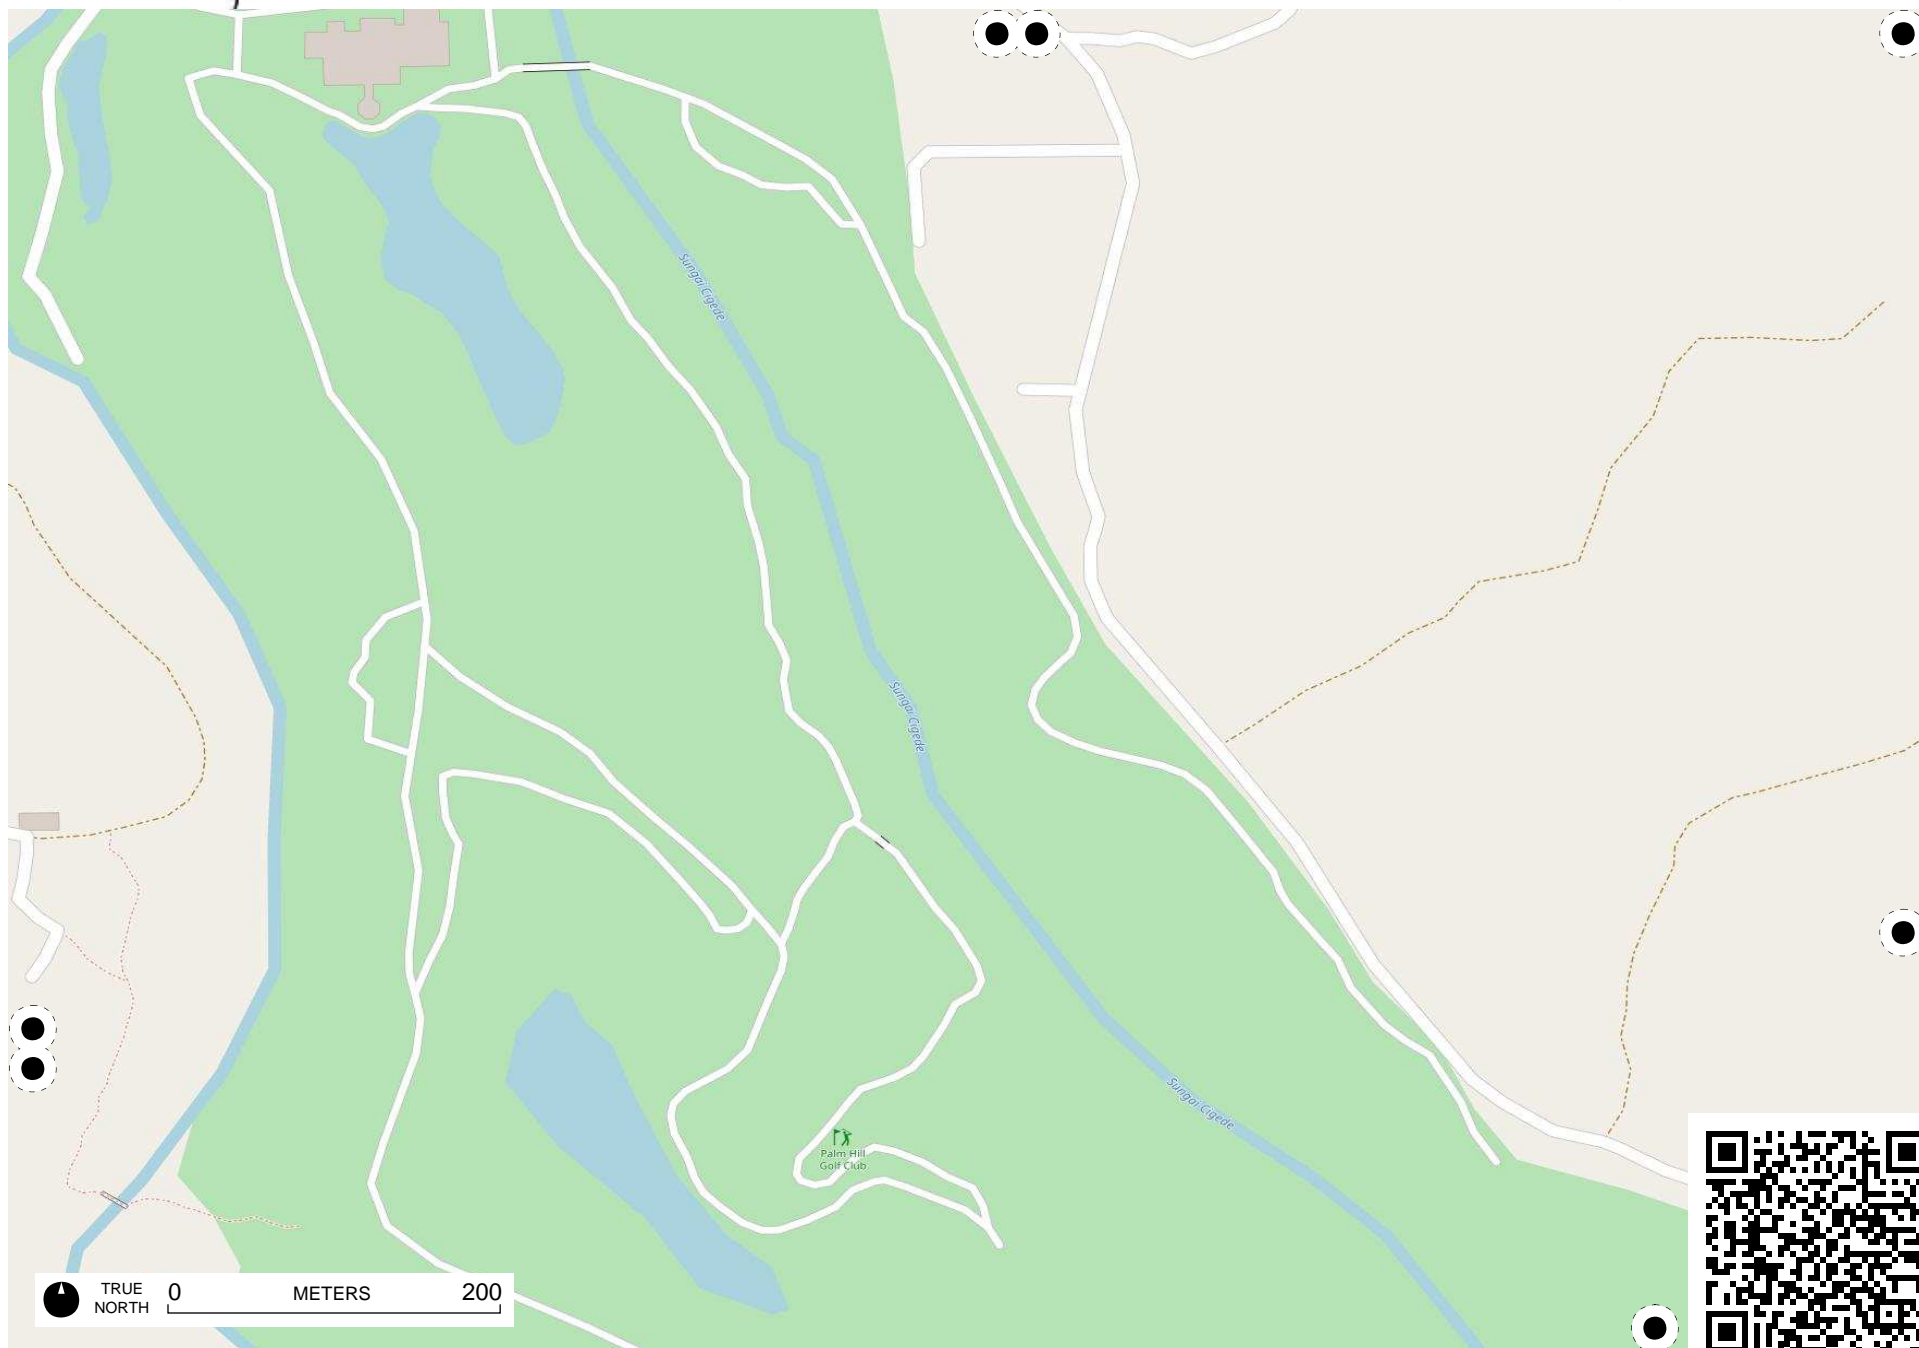 Sungai Cigede
Sungai Cigede
Sungai Cigede
Palm Hill
Golf Club
TRUE
NORTH
0 METERS 200